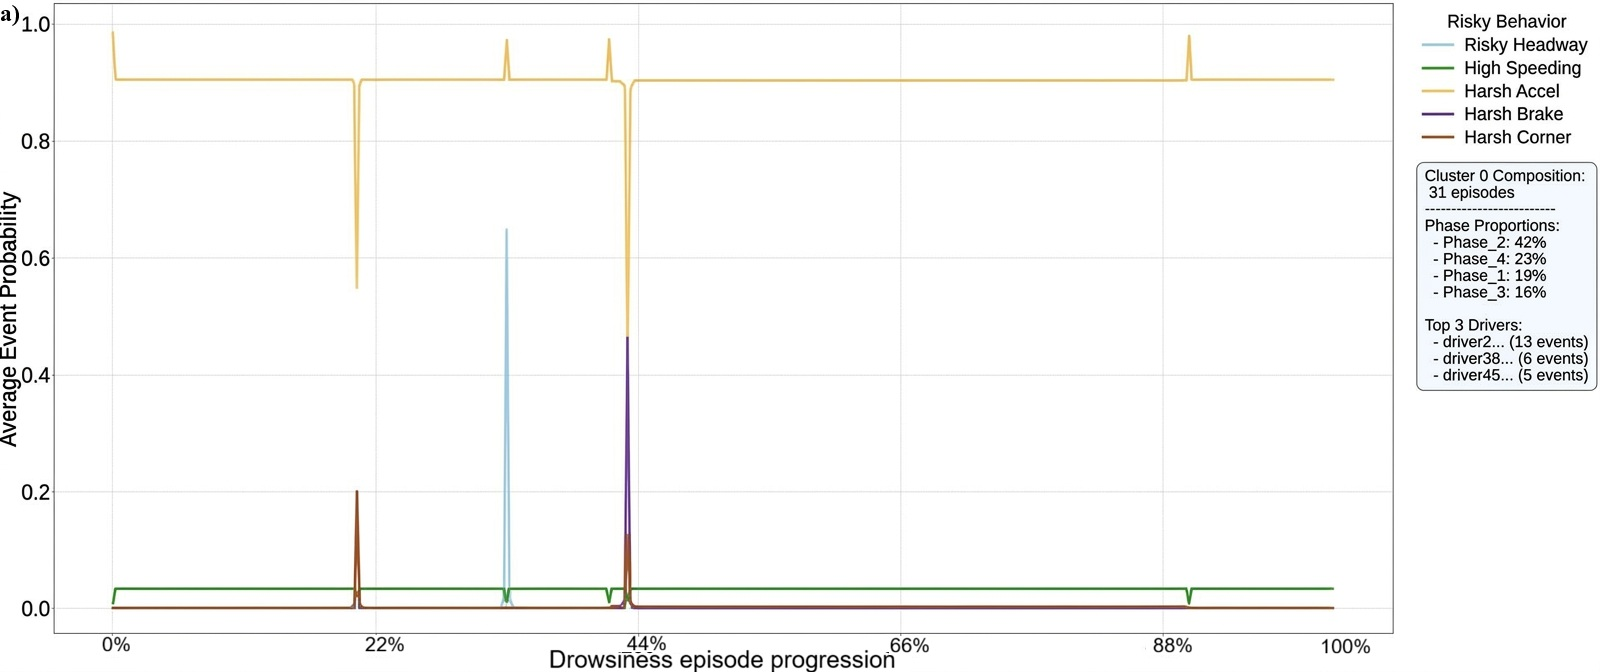 a)
1.0
0.8
0.6
0.4
0.2
0.0
Average Event Probability
0%
22%
44%
66%
88%
100%
Drowsiness episode progression
Risky Behavior
Risky Headway
High Speeding
Harsh Accel
Harsh Brake
Harsh Corner
Cluster 0 Composition:
31 episodes
--------------------------
Phase Proportions:
- Phase_2: 42%
- Phase_4: 23%
- Phase_1: 19%
- Phase_3: 16%
Top 3 Drivers:
- driver2... (13 events)
- driver38... (6 events)
- driver45... (5 events)